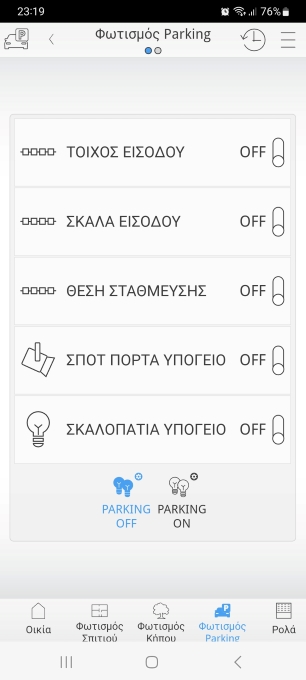 23:19
76%
P
Φωτισμός Parking
ΤΟΙΧΟΣ ΕΙΣΟΔΟΥ OFF
ΣΚΑΛΑ ΕΙΣΟΔΟΥ OFF
ΘΕΣΗ ΣΤΑΘΜΕΥΣΗΣ OFF
ΣΠΟΤ ΠΟΡΤΑ ΥΠΟΓΕΙΟ OFF
ΣΚΑΛΟΠΑΤΙΑ ΥΠΟΓΕΙΟ OFF
PARKING PARKING
OFF ON
Οικία Φωτισμός Φωτισμός Φωτισμός Ρολά
Σπιτιού Κήπου Parking